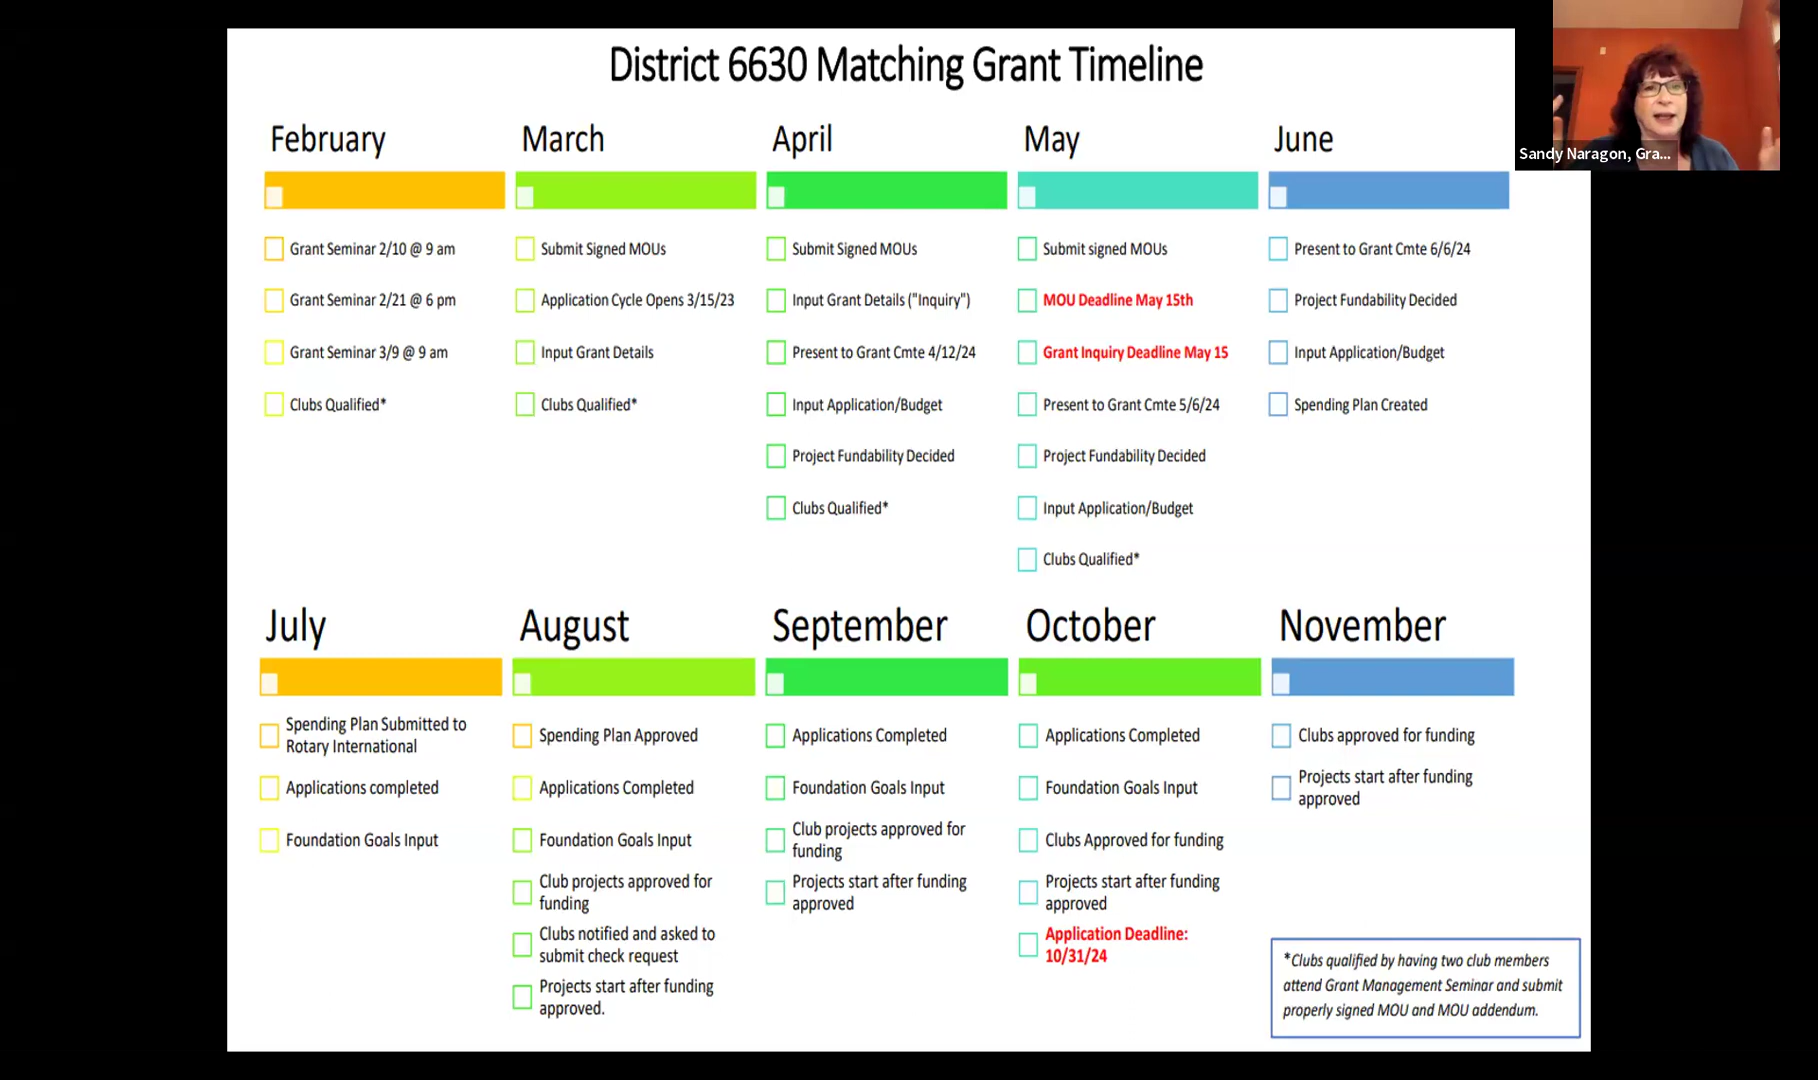 District 6630 Matching Grant Timeline
Sandy Naragon, Gra...
February
Grant Seminar 2/10 @ 9 am
Grant Seminar 2/21 @ 6 pm
Grant Seminar 3/9 @ 9 am
Clubs Qualified*
March
Submit Signed MOUs
Application Cycle Opens 3/15/23
Input Grant Details
Clubs Qualified*
April
Submit Signed MOUs
Input Grant Details ("Inquiry")
Present to Grant Cmte 4/12/24
Input Application/Budget
Project Fundability Decided
Clubs Qualified*
May
Submit signed MOUs
MOU Deadline May 15th
Grant Inquiry Deadline May 15
Present to Grant Cmte 5/6/24
Project Fundability Decided
Input Application/Budget
Clubs Qualified*
June
Present to Grant Cmte 6/6/24
Project Fundability Decided
Input Application/Budget
Spending Plan Created
July
Spending Plan Submitted to
Rotary International
Applications completed
Foundation Goals Input
August
Spending Plan Approved
Applications Completed
Foundation Goals Input
Club projects approved for
funding
Clubs notified and asked to
submit check request
Projects start after funding
approved.
September
Applications Completed
Foundation Goals Input
Club projects approved for
funding
Projects start after funding
approved
October
Applications Completed
Foundation Goals Input
Clubs Approved for funding
Projects start after funding
approved
Application Deadline:
10/31/24
November
Clubs approved for funding
Projects start after funding
approved
*Clubs qualified by having two club members
attend Grant Management Seminar and submit
properly signed MOU and MOU addendum.